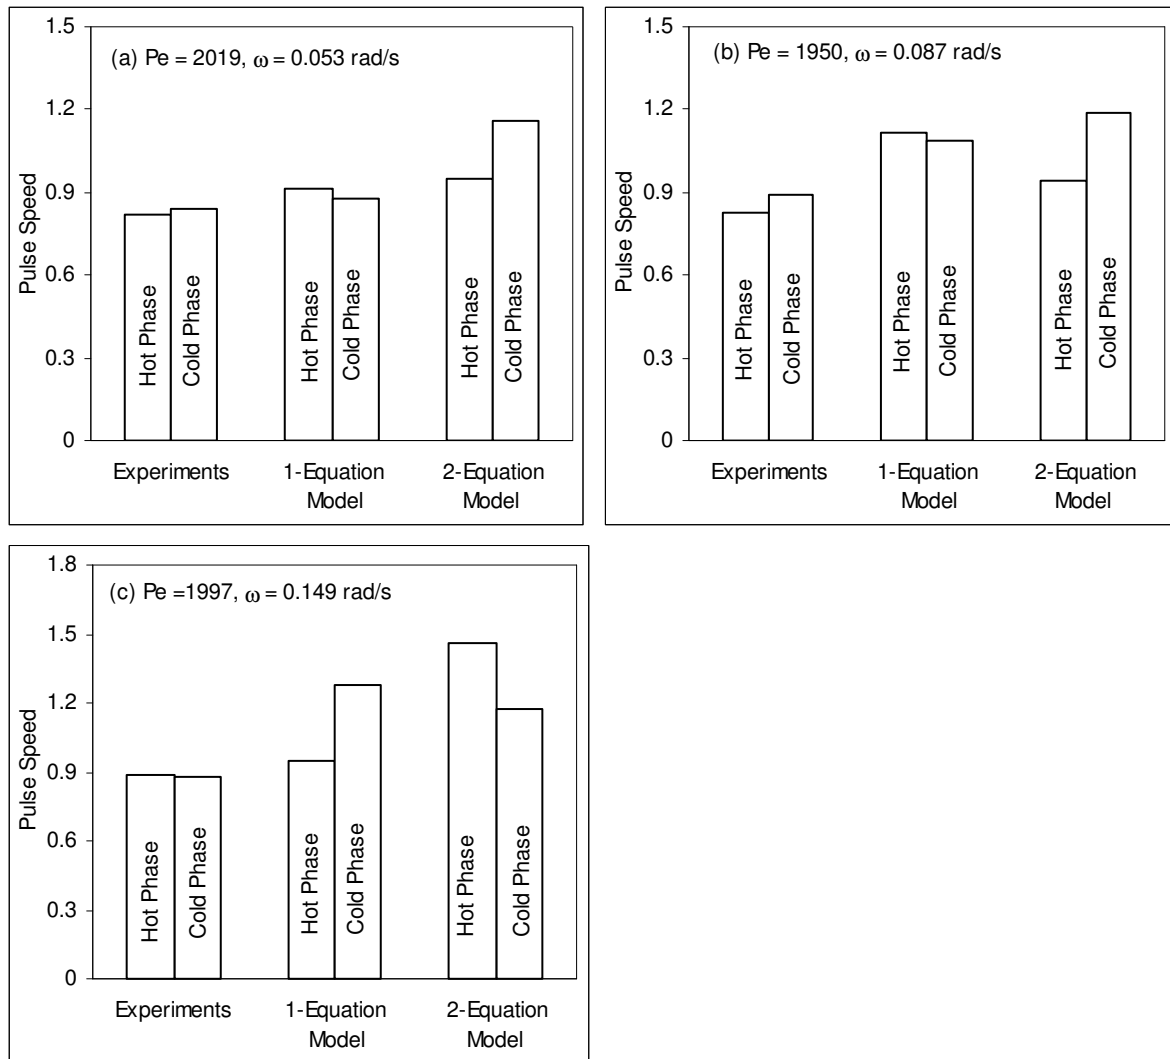 (a) Pe = 2019, ω = 0.053 rad/s
Pulse Speed
1.5
1.2
0.9
0.6
0.3
0
Hot Phase
Cold Phase
Hot Phase
Cold Phase
Hot Phase
Cold Phase
Experiments
1-Equation Model
2-Equation Model
(b) Pe = 1950, ω = 0.087 rad/s
Pulse Speed
1.5
1.2
0.9
0.6
0.3
0
Hot Phase
Cold Phase
Hot Phase
Cold Phase
Hot Phase
Cold Phase
Experiments
1-Equation Model
2-Equation Model
(c) Pe =1997, ω = 0.149 rad/s
Pulse Speed
1.8
1.5
1.2
0.9
0.6
0.3
0
Hot Phase
Cold Phase
Hot Phase
Cold Phase
Hot Phase
Cold Phase
Experiments
1-Equation Model
2-Equation Model